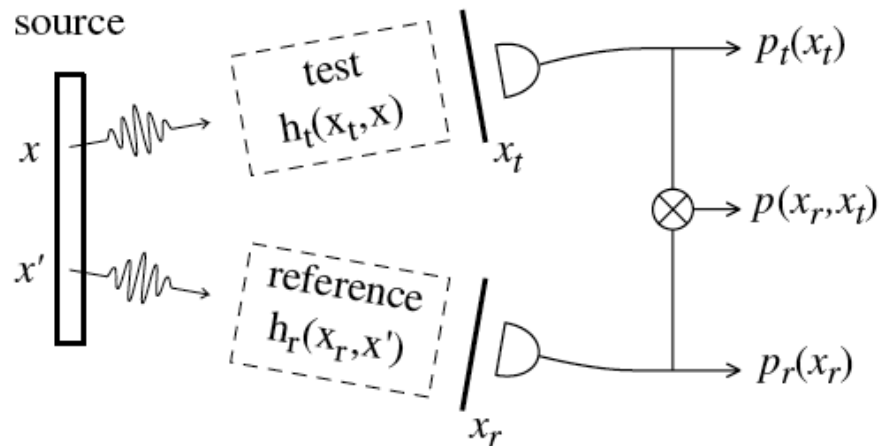 source
x
x'
test
h_t(x_t,x)
x_t
reference
h_r(x_r,x')
x_r
p_t(x_t)
p(x_r,x_t)
p_r(x_r)